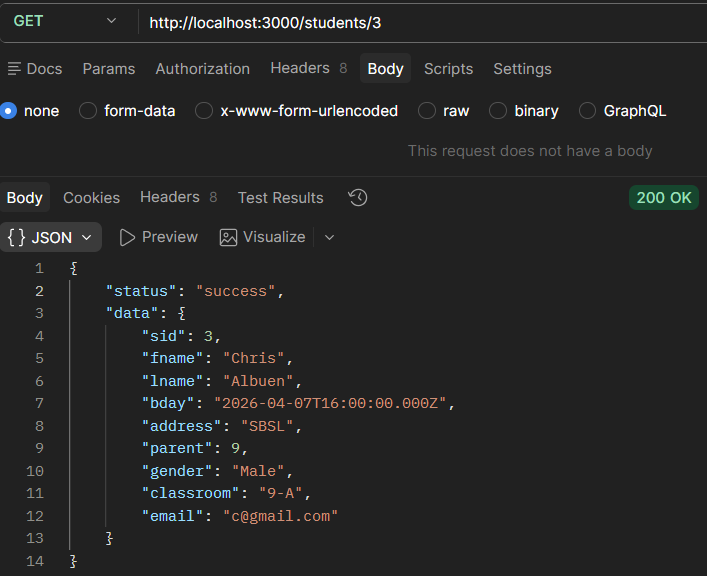 GET http://localhost:3000/students/3
Docs Params Authorization Headers 8 Body Scripts Settings
none form-data x-www-form-urlencoded raw binary GraphQL
This request does not have a body
Body Cookies Headers 8 Test Results 200 OK
{} JSON Preview Visualize
1 {
2 "status": "success",
3 "data": {
4 "sid": 3,
5 "fname": "Chris",
6 "lname": "Albuen",
7 "bday": "2026-04-07T16:00:00.000Z",
8 "address": "SBSL",
9 "parent": 9,
10 "gender": "Male",
11 "classroom": "9-A",
12 "email": "c@gmail.com"
13 }
14 }